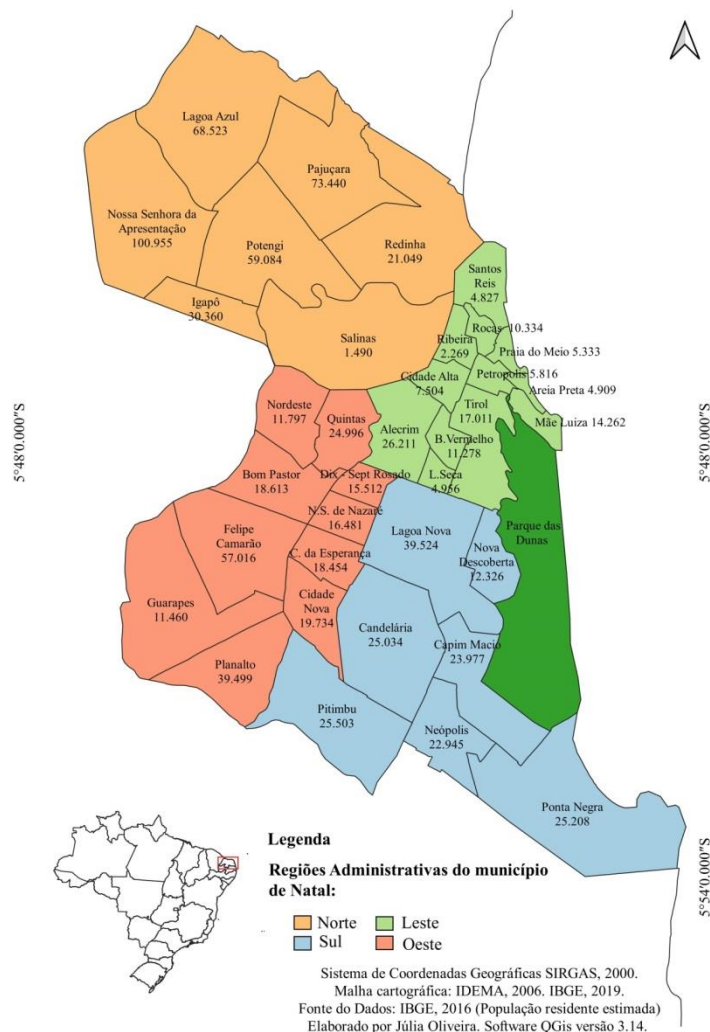 Lagoa Azul
68.523
Pajuçara
73.440
Nossa Senhora da
Apresentação
100.955
Potengi
59.084
Redinha
21.049
Igapô
30.360
Salinas
1.490
Santos
Reis
4.827
Rocas 10.334
Ribeira
2.269
Praia do Meio 5.333
Cidade Alta
7.504
Petropolis 5.816
Areia Preta 4.909
Tirol
17.011
Mãe Luiza 14.262
Alecrim
26.211
B.Vermelho
11.278
L.Seca
4.956
Nordeste
11.797
Quintas
24.996
Bom Pastor
18.613
Dix - Sept Rosado
15.512
N.S. de Nazaré
16.481
Felipe
Camarão
57.016
C. da Esperança
18.454
Cidade
Nova
19.734
Guarapes
11.460
Planalto
39.499
Lagoa Nova
39.524
Nova
Descoberta
12.326
Parque das
Dunas
Candelária
25.034
Capim Macio
23.977
Pitimbu
25.503
Neópolis
22.945
Ponta Negra
25.208
5°48'0.000"S
5°48'0.000"S
5°54'0.000"S
Legenda
Regiões Administrativas do município
de Natal:
Norte
Leste
Sul
Oeste
Sistema de Coordenadas Geográficas SIRGAS, 2000.
Malha cartográfica: IDEMA, 2006. IBGE, 2019.
Fonte do Dados: IBGE, 2016 (População residente estimada)
Elaborado por Júlia Oliveira. Software QGis versão 3.14.